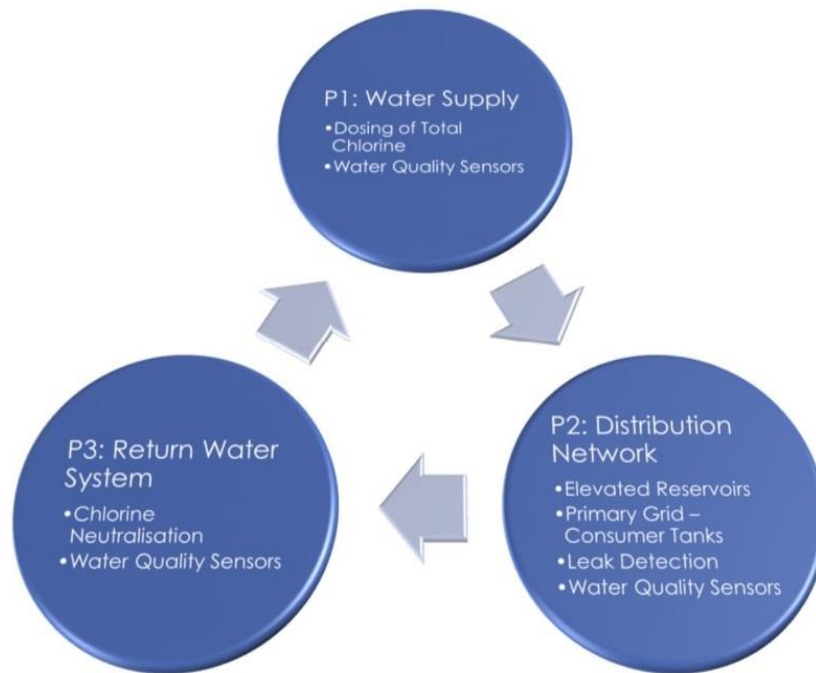 P1: Water Supply
•Dosing of Total
Chlorine
•Water Quality Sensors
P2: Distribution
Network
•Elevated Reservoirs
•Primary Grid –
Consumer Tanks
•Leak Detection
•Water Quality Sensors
P3: Return Water
System
•Chlorine
Neutralisation
•Water Quality Sensors